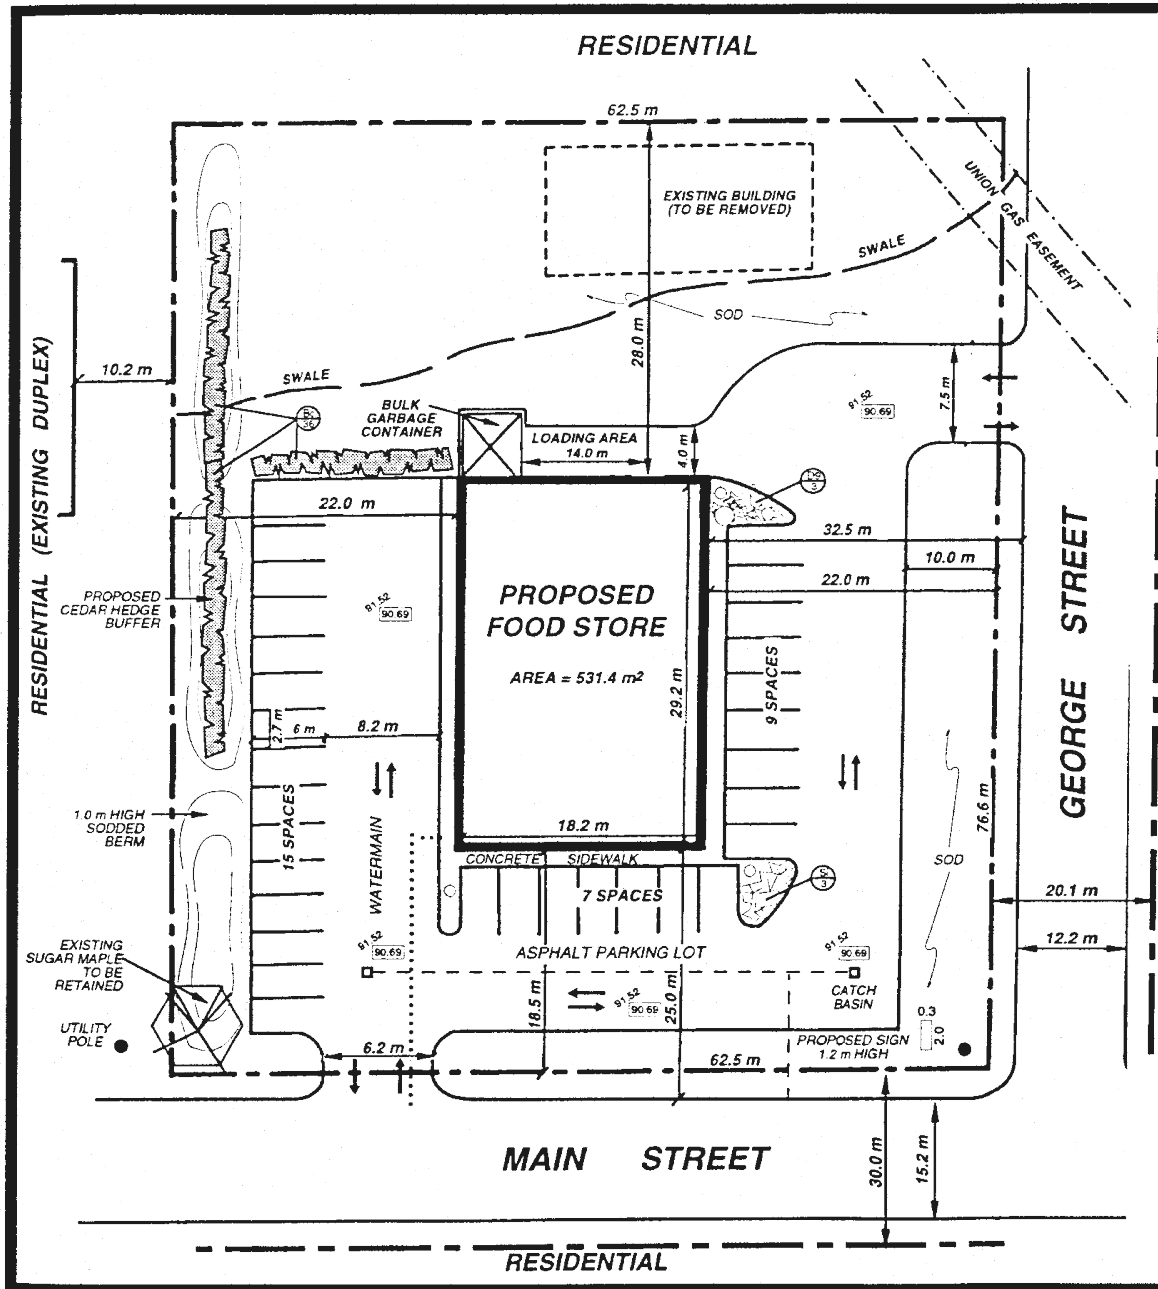 RESIDENTIAL
62.5 m
EXISTING BUILDING
(TO BE REMOVED)
UNION GAS EASEMENT
SWALE
SOD
28.0 m
RESIDENTIAL (EXISTING DUPLEX)
10.2 m
SWALE
BULK
GARBAGE
CONTAINER
LOADING AREA
14.0 m
4.0 m
7.5 m
91.52
90.69
36
3
22.0 m
32.5 m
10.0 m
22.0 m
PROPOSED
CEDAR HEDGE
BUFFER
91.52
90.69
PROPOSED
FOOD STORE
AREA = 531.4 m²
29.2 m
9 SPACES
GEORGE STREET
2.7 m
6 m
8.2 m
1.0 m HIGH
SODDED
BERM
15 SPACES
WATERMAIN
18.2 m
CONCRETE SIDEWALK
7 SPACES
3
76.6 m
SOD
20.1 m
12.2 m
EXISTING
SUGAR MAPLE
TO BE
RETAINED
91.52
90.69
ASPHALT PARKING LOT
91.52
90.69
CATCH
BASIN
UTILITY
POLE
18.5 m
91.52
90.69
25.0 m
0.3
2.0
PROPOSED SIGN
1.2 m HIGH
6.2 m
62.5 m
MAIN STREET
30.0 m
15.2 m
RESIDENTIAL